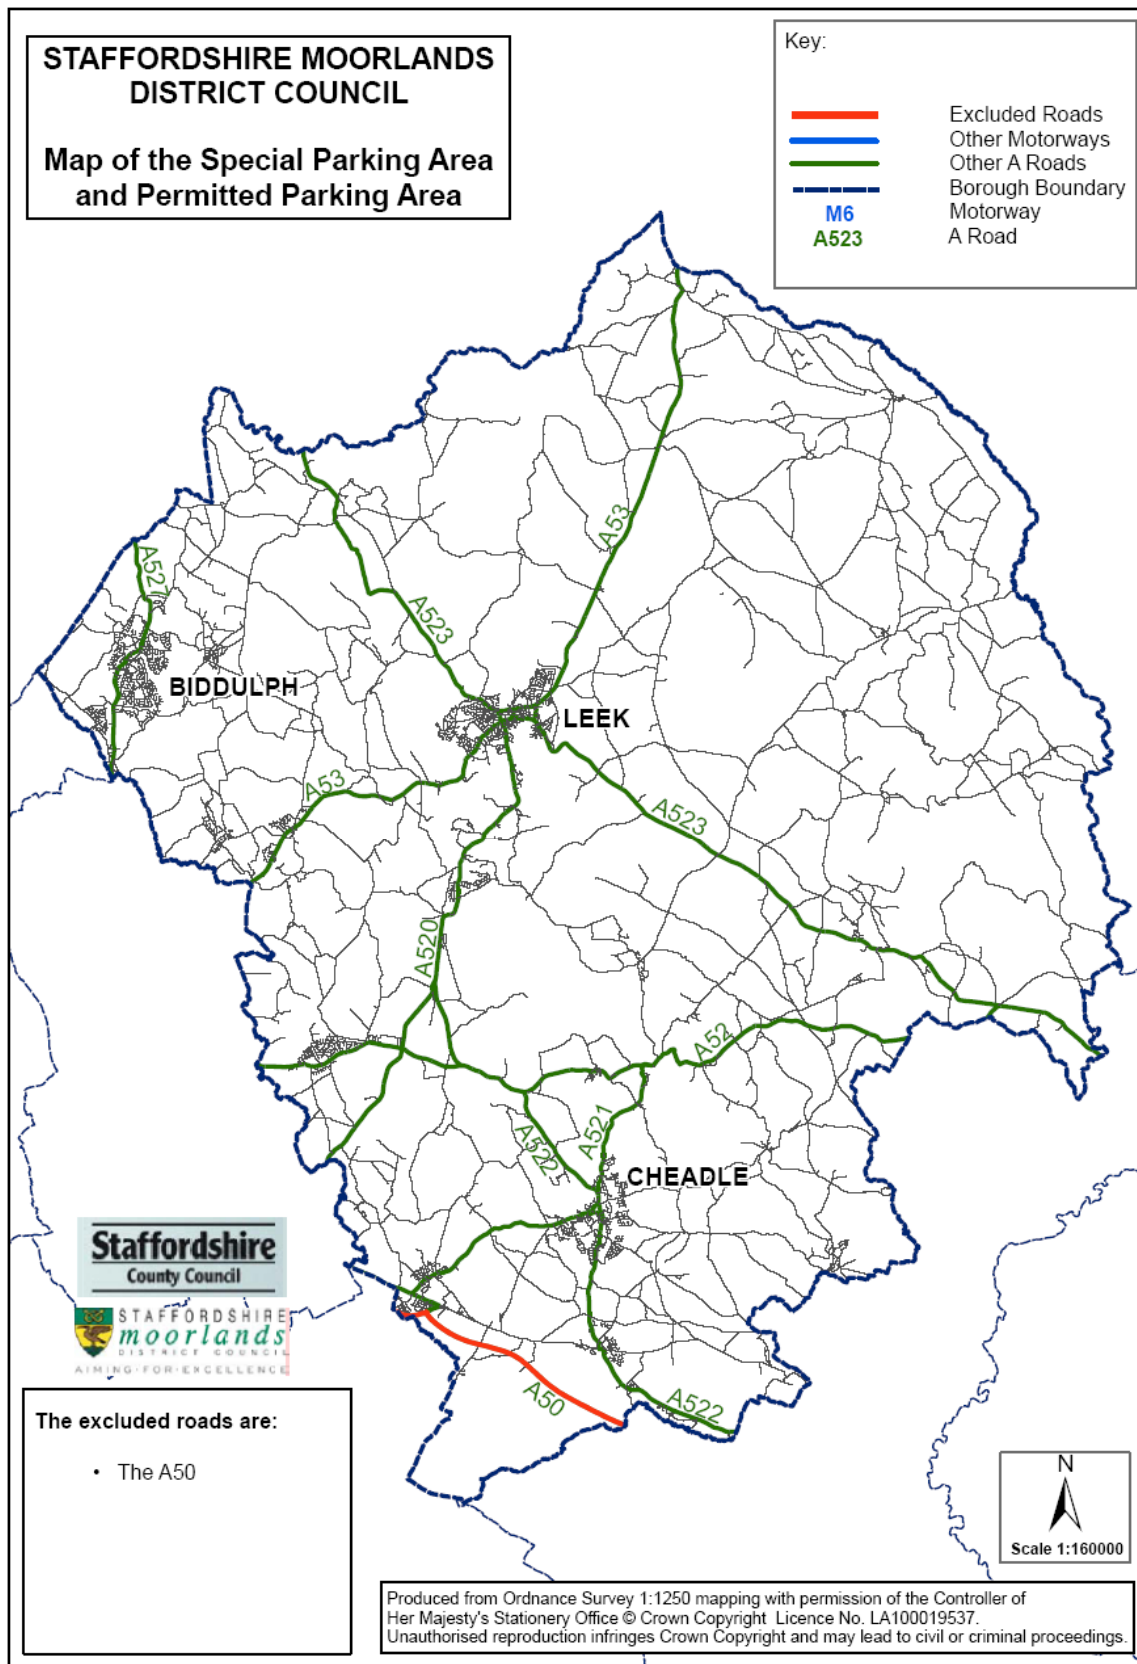 STAFFORDSHIRE MOORLANDS
DISTRICT COUNCIL
Map of the Special Parking Area
and Permitted Parking Area
Key:
Excluded Roads
Other Motorways
Other A Roads
Borough Boundary
M6 Motorway
A523 A Road
A53
A527
A523
BIDDULPH
LEEK
A53
A523
A520
A52
A521
A522
CHEADLE
Staffordshire
County Council
STAFFORDSHIRE
moorlands
DISTRICT COUNCIL
AIMING·FOR·EXCELLENCE
A50
A522
The excluded roads are:
• The A50
N
Scale 1:160000
Produced from Ordnance Survey 1:1250 mapping with permission of the Controller of
Her Majesty's Stationery Office © Crown Copyright Licence No. LA100019537.
Unauthorised reproduction infringes Crown Copyright and may lead to civil or criminal proceedings.